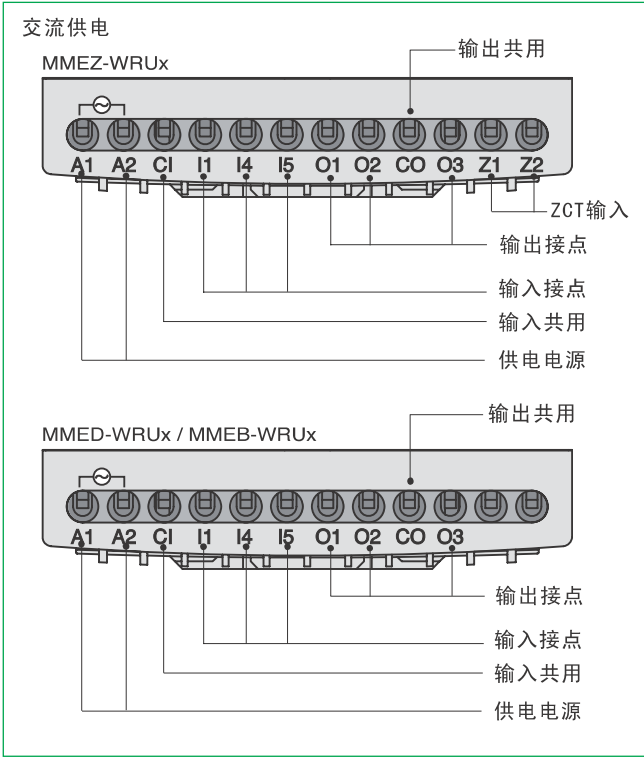 交流供电
输出共用
MMEZ-WRUx
A1 A2 CI I1 I4 I5 O1 O2 CO O3 Z1 Z2
ZCT输入
输出接点
输入接点
输入共用
供电电源
输出共用
MMED-WRUx / MMEB-WRUx
A1 A2 CI I1 I4 I5 O1 O2 CO O3
输出接点
输入接点
输入共用
供电电源